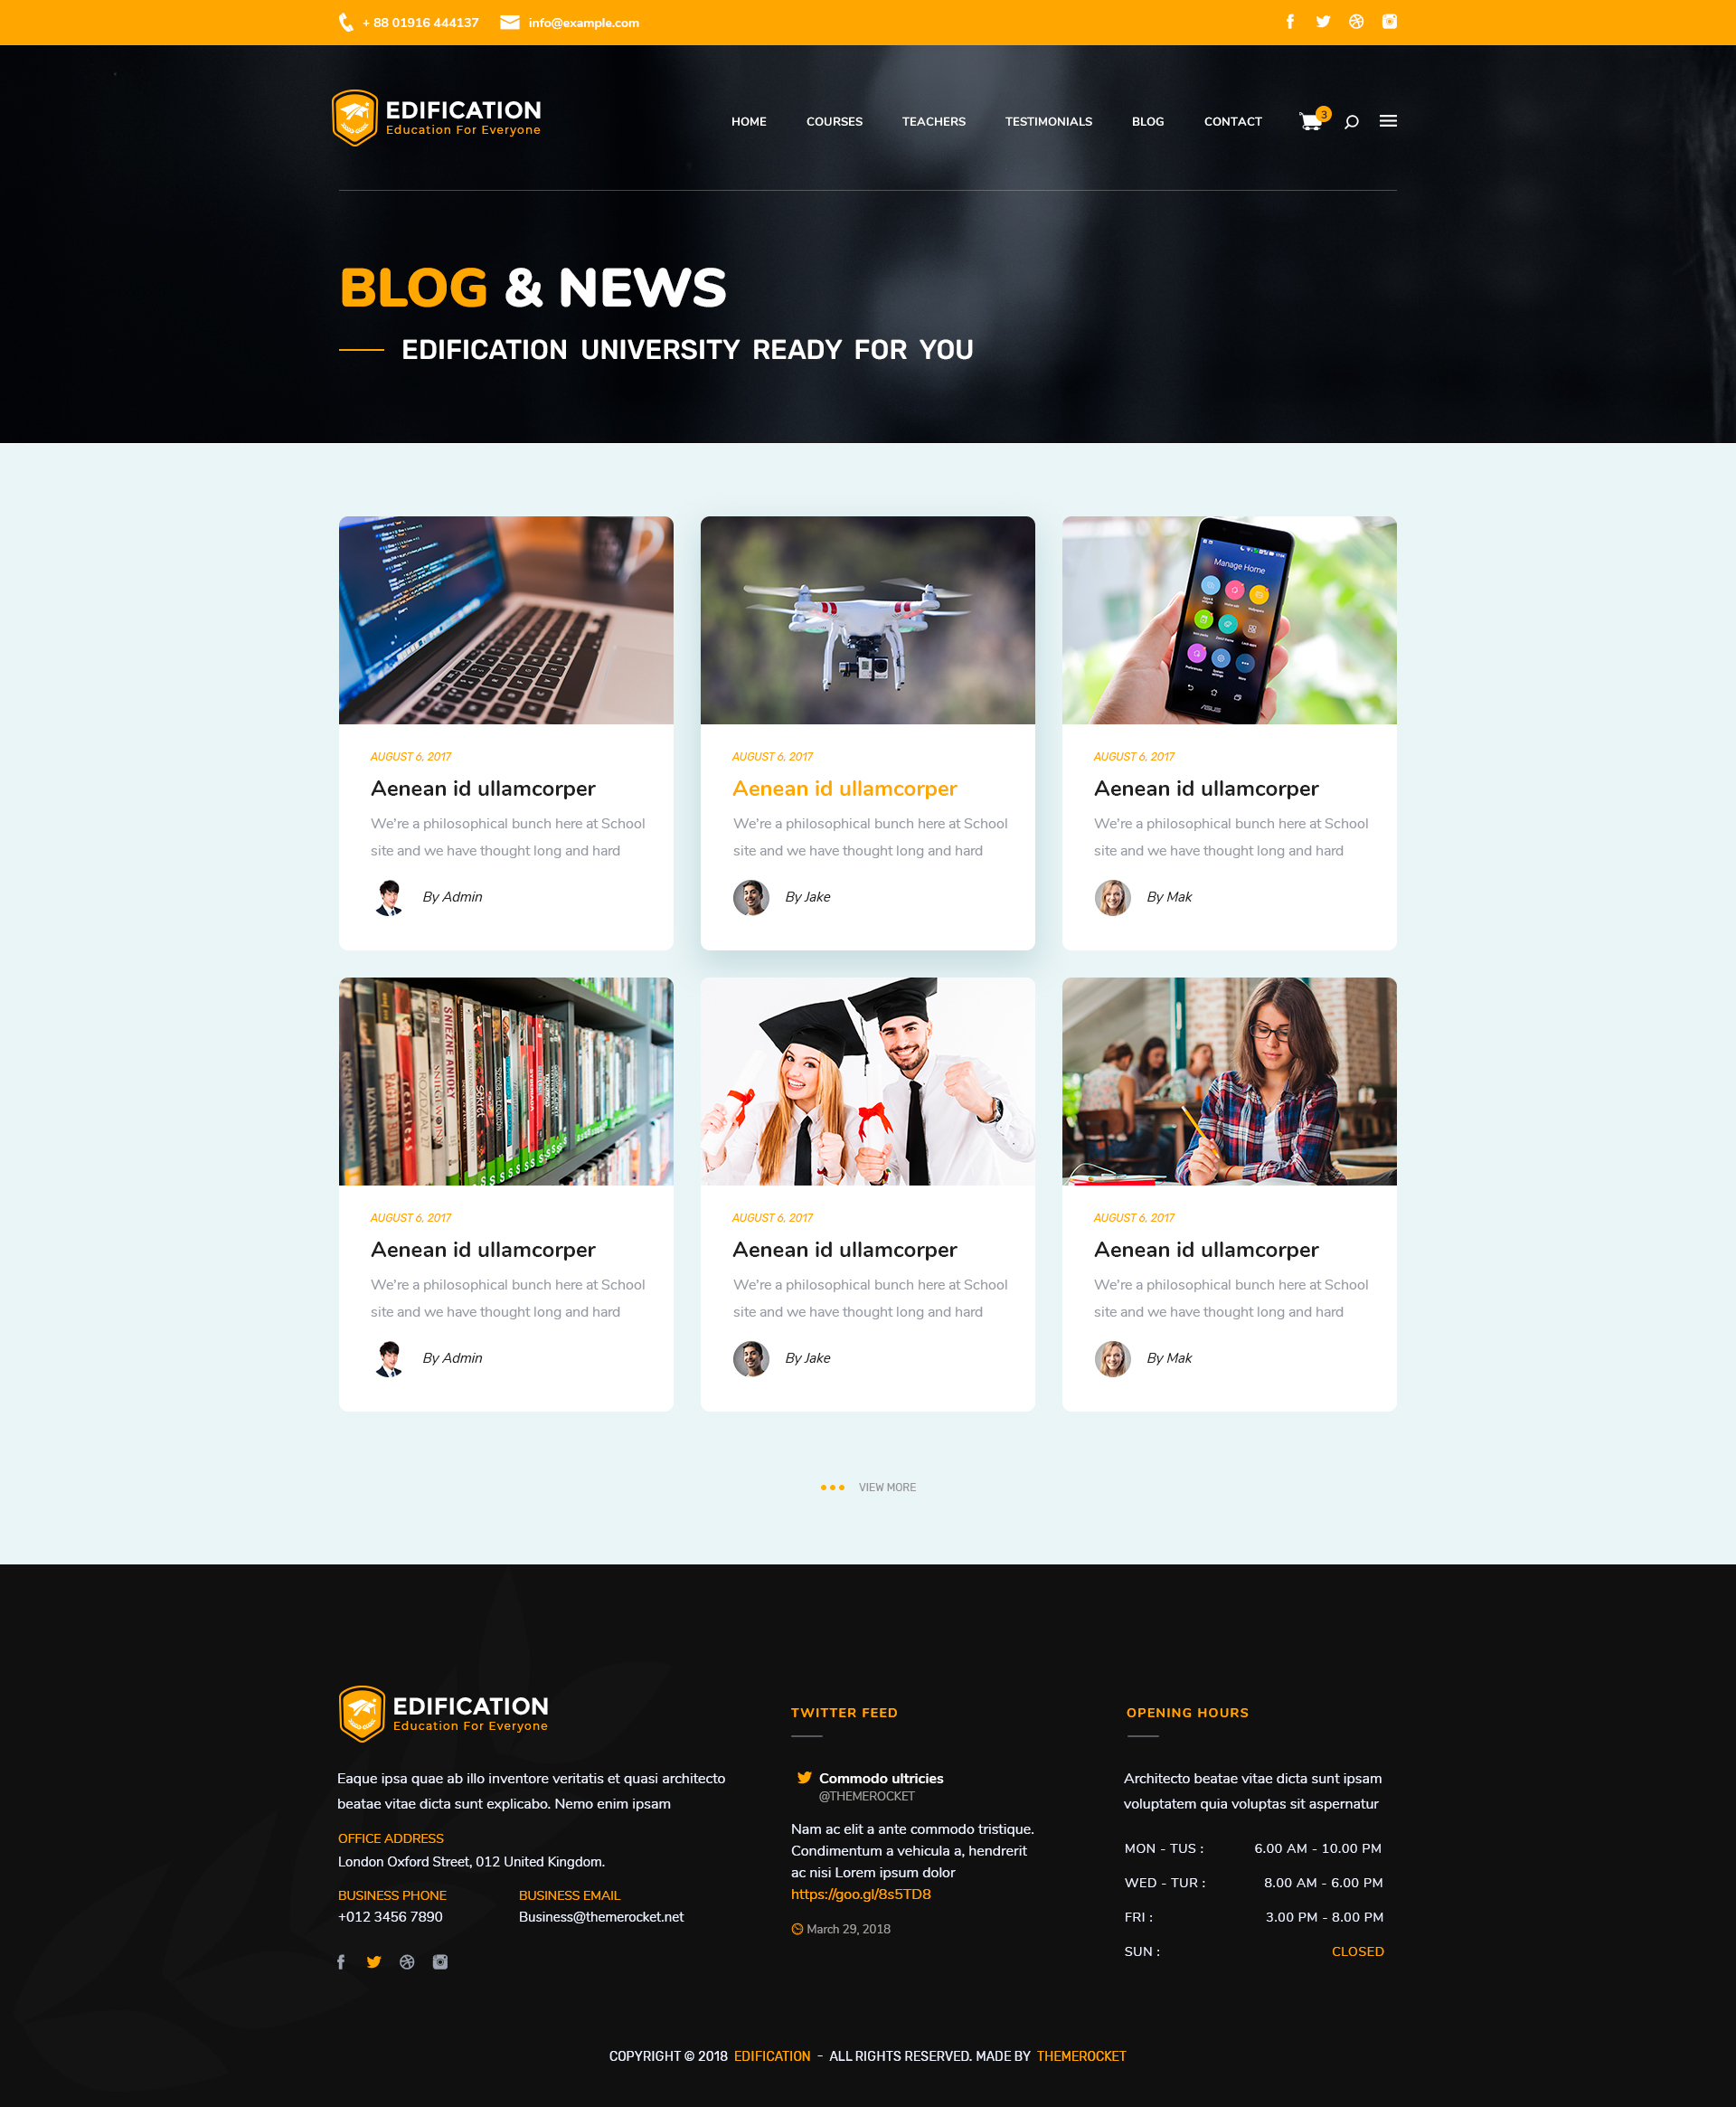 + 88 01916 444137 info@example.com
EDIFICATION
Education For Everyone
HOME COURSES TEACHERS TESTIMONIALS BLOG CONTACT 3
BLOG & NEWS
EDIFICATION UNIVERSITY READY FOR YOU
Manage Home
ASUS
AUGUST 6, 2017
Aenean id ullamcorper
We're a philosophical bunch here at School
site and we have thought long and hard
By Admin
AUGUST 6, 2017
Aenean id ullamcorper
We're a philosophical bunch here at School
site and we have thought long and hard
By Jake
AUGUST 6, 2017
Aenean id ullamcorper
We're a philosophical bunch here at School
site and we have thought long and hard
By Mak
AUGUST 6, 2017
Aenean id ullamcorper
We're a philosophical bunch here at School
site and we have thought long and hard
By Admin
AUGUST 6, 2017
Aenean id ullamcorper
We're a philosophical bunch here at School
site and we have thought long and hard
By Jake
AUGUST 6, 2017
Aenean id ullamcorper
We're a philosophical bunch here at School
site and we have thought long and hard
By Mak
VIEW MORE
EDIFICATION
Education For Everyone
Eaque ipsa quae ab illo inventore veritatis et quasi architecto
beatae vitae dicta sunt explicabo. Nemo enim ipsam
OFFICE ADDRESS
London Oxford Street, 012 United Kingdom.
BUSINESS PHONE
+012 3456 7890
BUSINESS EMAIL
Business@themerocket.net
TWITTER FEED
Commodo ultricies
@THEMEROCKET
Nam ac elit a ante commodo tristique.
Condimentum a vehicula a, hendrerit
ac nisi Lorem ipsum dolor
https://goo.gl/8s5TD8
March 29, 2018
OPENING HOURS
Architecto beatae vitae dicta sunt ipsam
voluptatem quia voluptas sit aspernatur
MON - TUS : 6.00 AM - 10.00 PM
WED - TUR : 8.00 AM - 6.00 PM
FRI : 3.00 PM - 8.00 PM
SUN : CLOSED
COPYRIGHT © 2018 EDIFICATION - ALL RIGHTS RESERVED. MADE BY THEMEROCKET